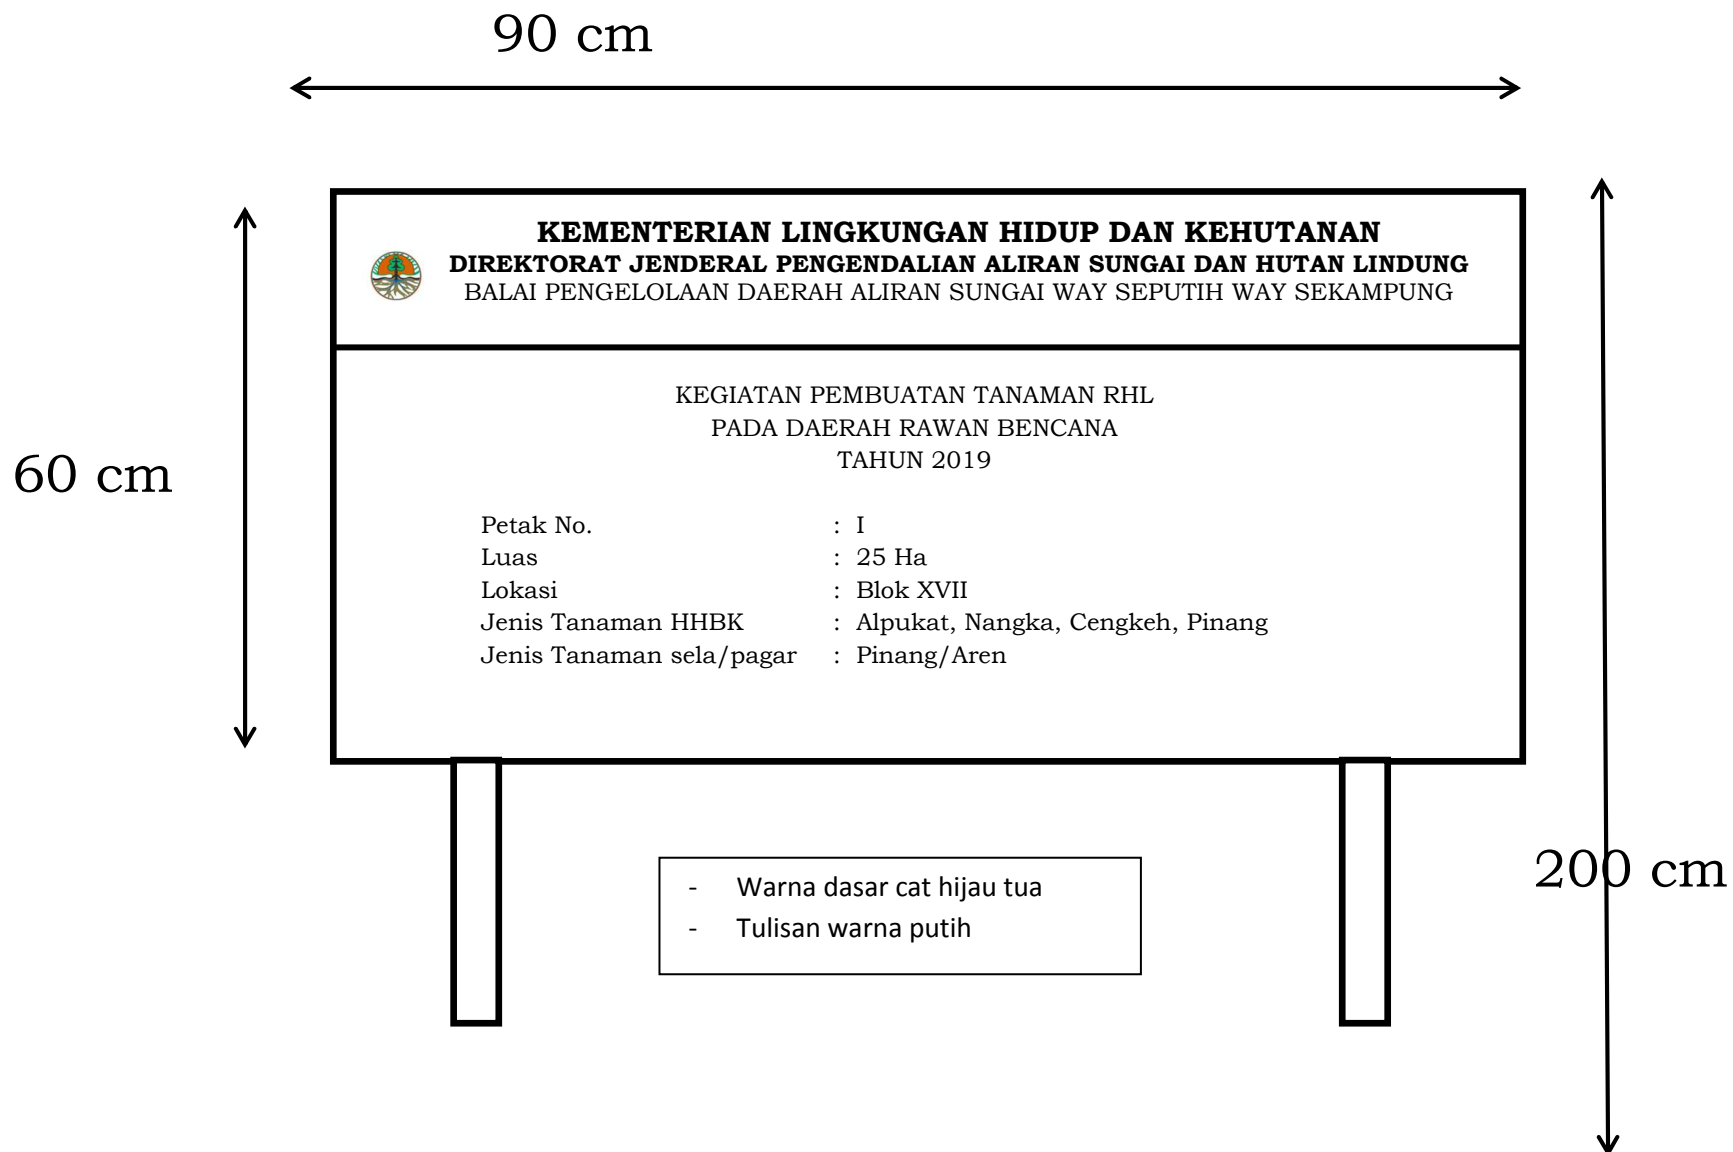 90 cm
KEMENTERIAN LINGKUNGAN HIDUP DAN KEHUTANAN
DIREKTORAT JENDERAL PENGENDALIAN ALIRAN SUNGAI DAN HUTAN LINDUNG
BALAI PENGELOLAAN DAERAH ALIRAN SUNGAI WAY SEPUTIH WAY SEKAMPUNG
KEGIATAN PEMBUATAN TANAMAN RHL
PADA DAERAH RAWAN BENCANA
TAHUN 2019
60 cm
Petak No. : I
Luas : 25 Ha
Lokasi : Blok XVII
Jenis Tanaman HHBK : Alpukat, Nangka, Cengkeh, Pinang
Jenis Tanaman sela/pagar : Pinang/Aren
200 cm
- Warna dasar cat hijau tua
- Tulisan warna putih